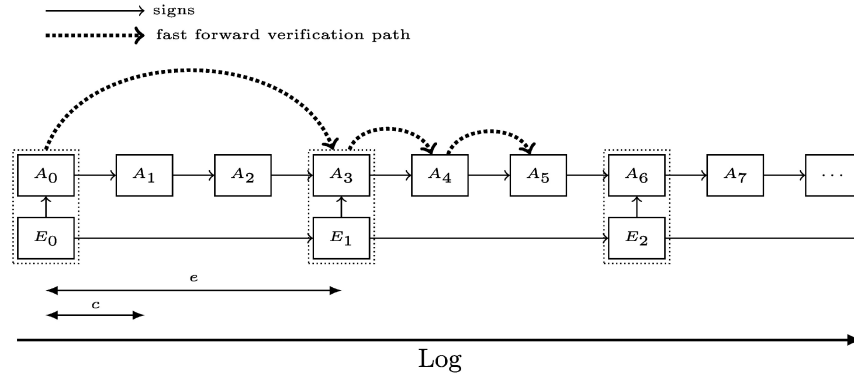 signs
fast forward verification path
A0 A1 A2 A3 A4 A5 A6 A7 ...
E0 E1 E2
e
c
Log